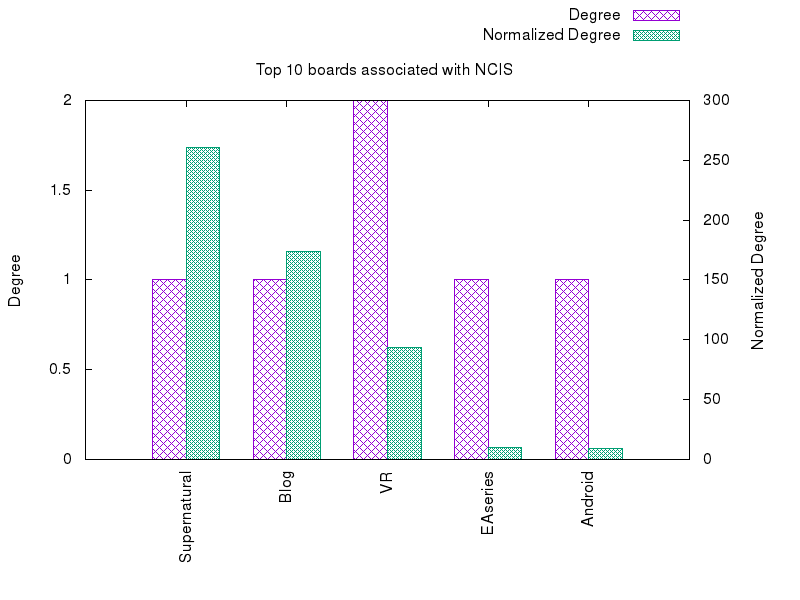 Degree
Normalized Degree
Top 10 boards associated with NCIS
2
1.5
1
0.5
0
300
250
200
150
100
50
0
Degree
Normalized Degree
Supernatural
Blog
VR
EAseries
Android